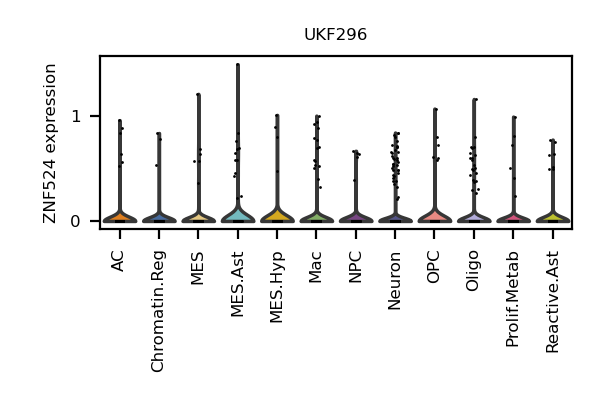 UKF296
ZNF524 expression
1
0
AC
Chromatin.Reg
MES
MES.Ast
MES.Hyp
Mac
NPC
Neuron
OPC
Oligo
Prolif.Metab
Reactive.Ast